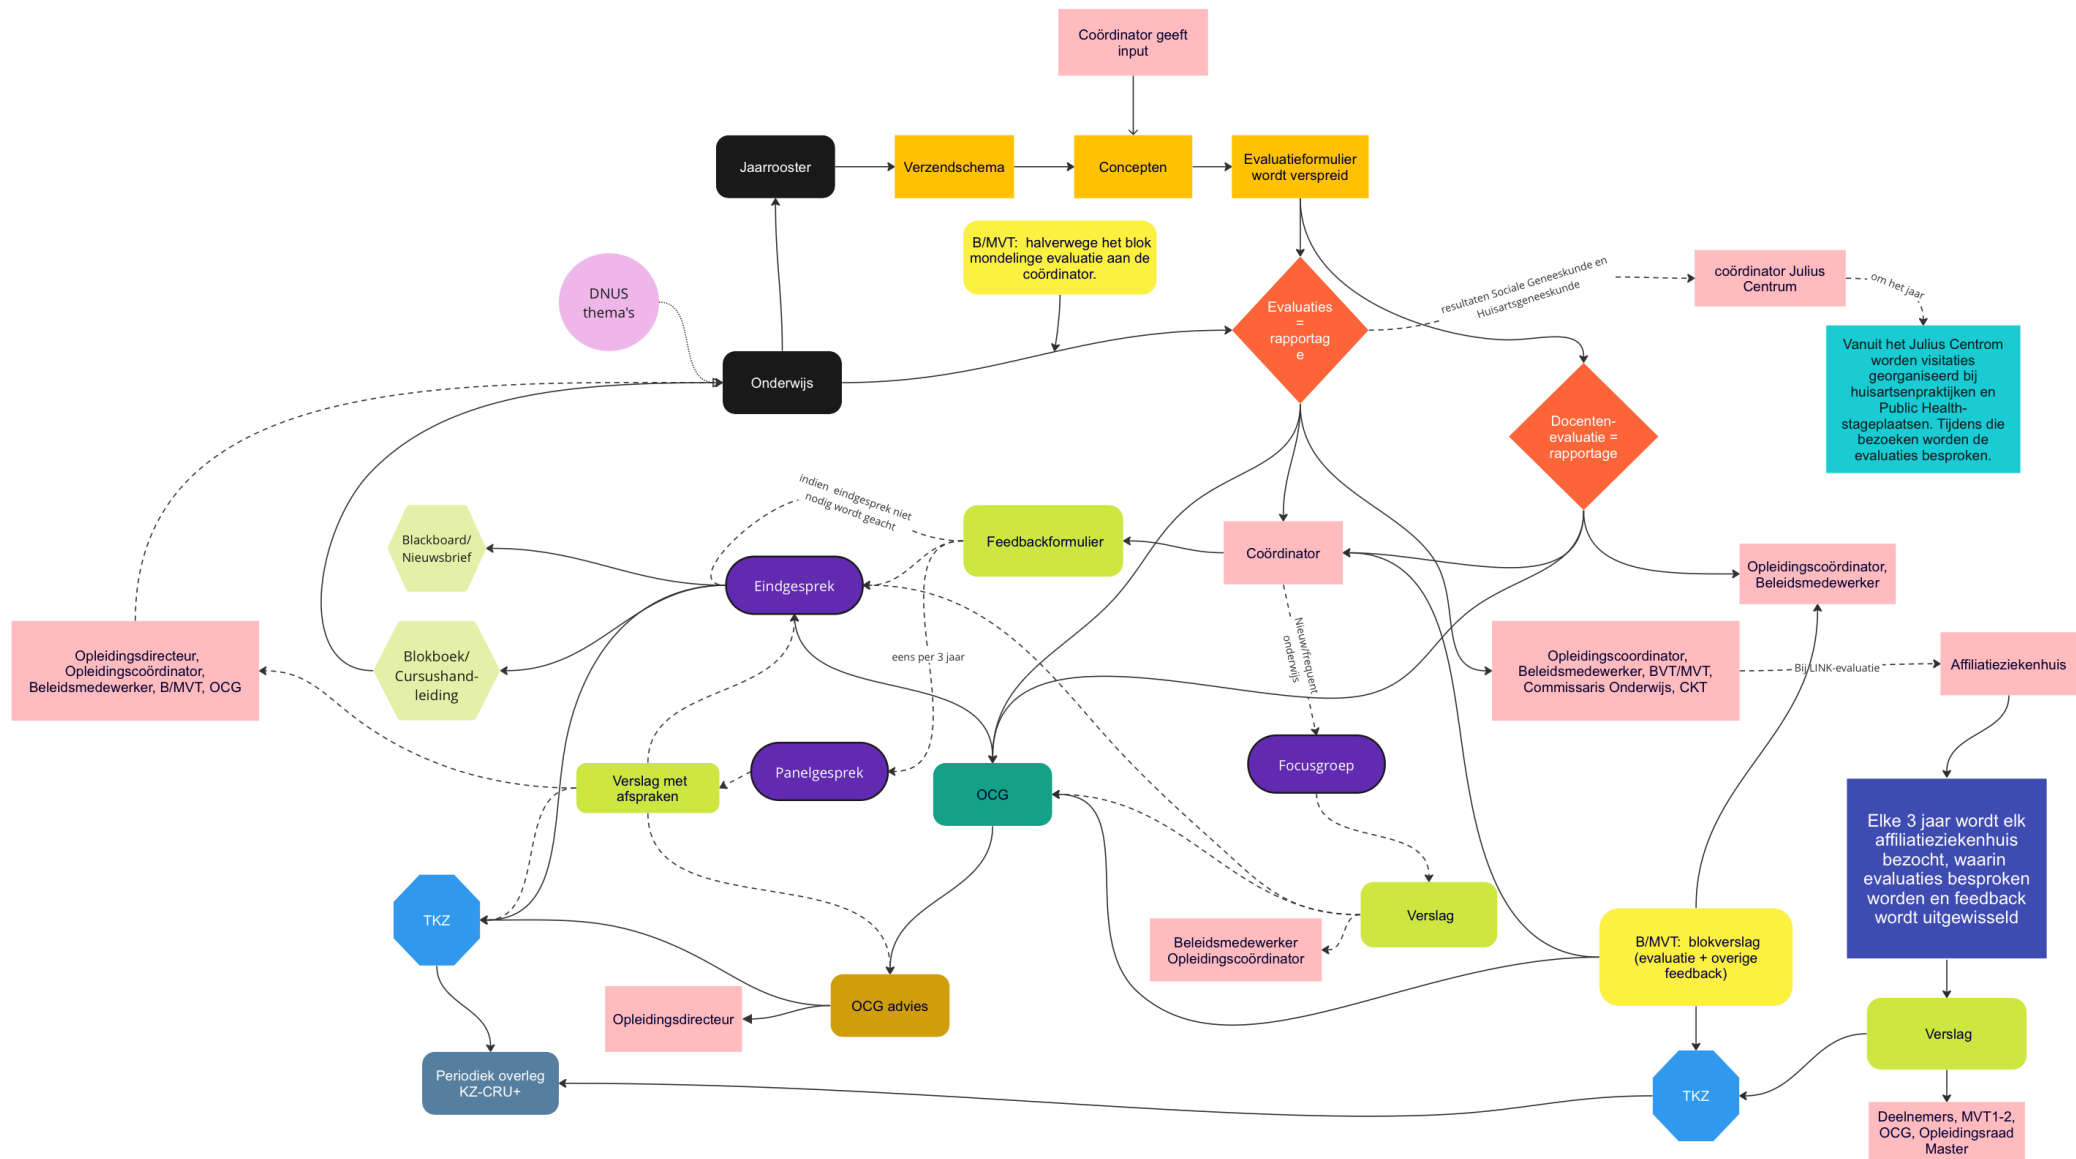 Coördinator geeft
input
Jaarrooster
Verzendschema
Concepten
Evaluatieformulier
wordt verspreid
B/MVT:  halverwege het blok
mondelinge evaluatie aan de
coördinator.
DNUS
thema's
Onderwijs
Evaluaties
=
rapportag
e
resultaten Sociale Geneeskunde en
Huisartsgeneeskunde
coördinator Julius
Centrum
om het jaar
Vanuit het Julius Centrom
worden visitaties
georganiseerd bij
huisartsenpraktijken en
Public Health-
stageplaatsen. Tijdens die
bezoeken worden de
evaluaties besproken.
Docenten-
evaluatie =
rapportage
indien  eindgesprek niet
nodig wordt geacht
Blackboard/
Nieuwsbrief
Feedbackformulier
Coördinator
Opleidingscoördinator,
Beleidsmedewerker
Eindgesprek
Opleidingsdirecteur,
Opleidingscoördinator,
Beleidsmedewerker, B/MVT, OCG
Blokboek/
Cursushand-
leiding
eens per 3 jaar
Nieuw/frequent
onderwijs
Opleidingscoordinator,
Beleidsmedewerker, BVT/MVT,
Commissaris Onderwijs, CKT
Bij LINK-evaluatie
Affiliatieziekenhuis
Verslag met
afspraken
Panelgesprek
OCG
Focusgroep
Elke 3 jaar wordt elk
affiliatieziekenhuis
bezocht, waarin
evaluaties besproken
worden en feedback
wordt uitgewisseld
TKZ
Verslag
Beleidsmedewerker
Opleidingscoördinator
B/MVT:  blokverslag
(evaluatie + overige
feedback)
OCG advies
Opleidingsdirecteur
Verslag
Periodiek overleg
KZ-CRU+
TKZ
Deelnemers, MVT1-2,
OCG, Opleidingsraad
Master